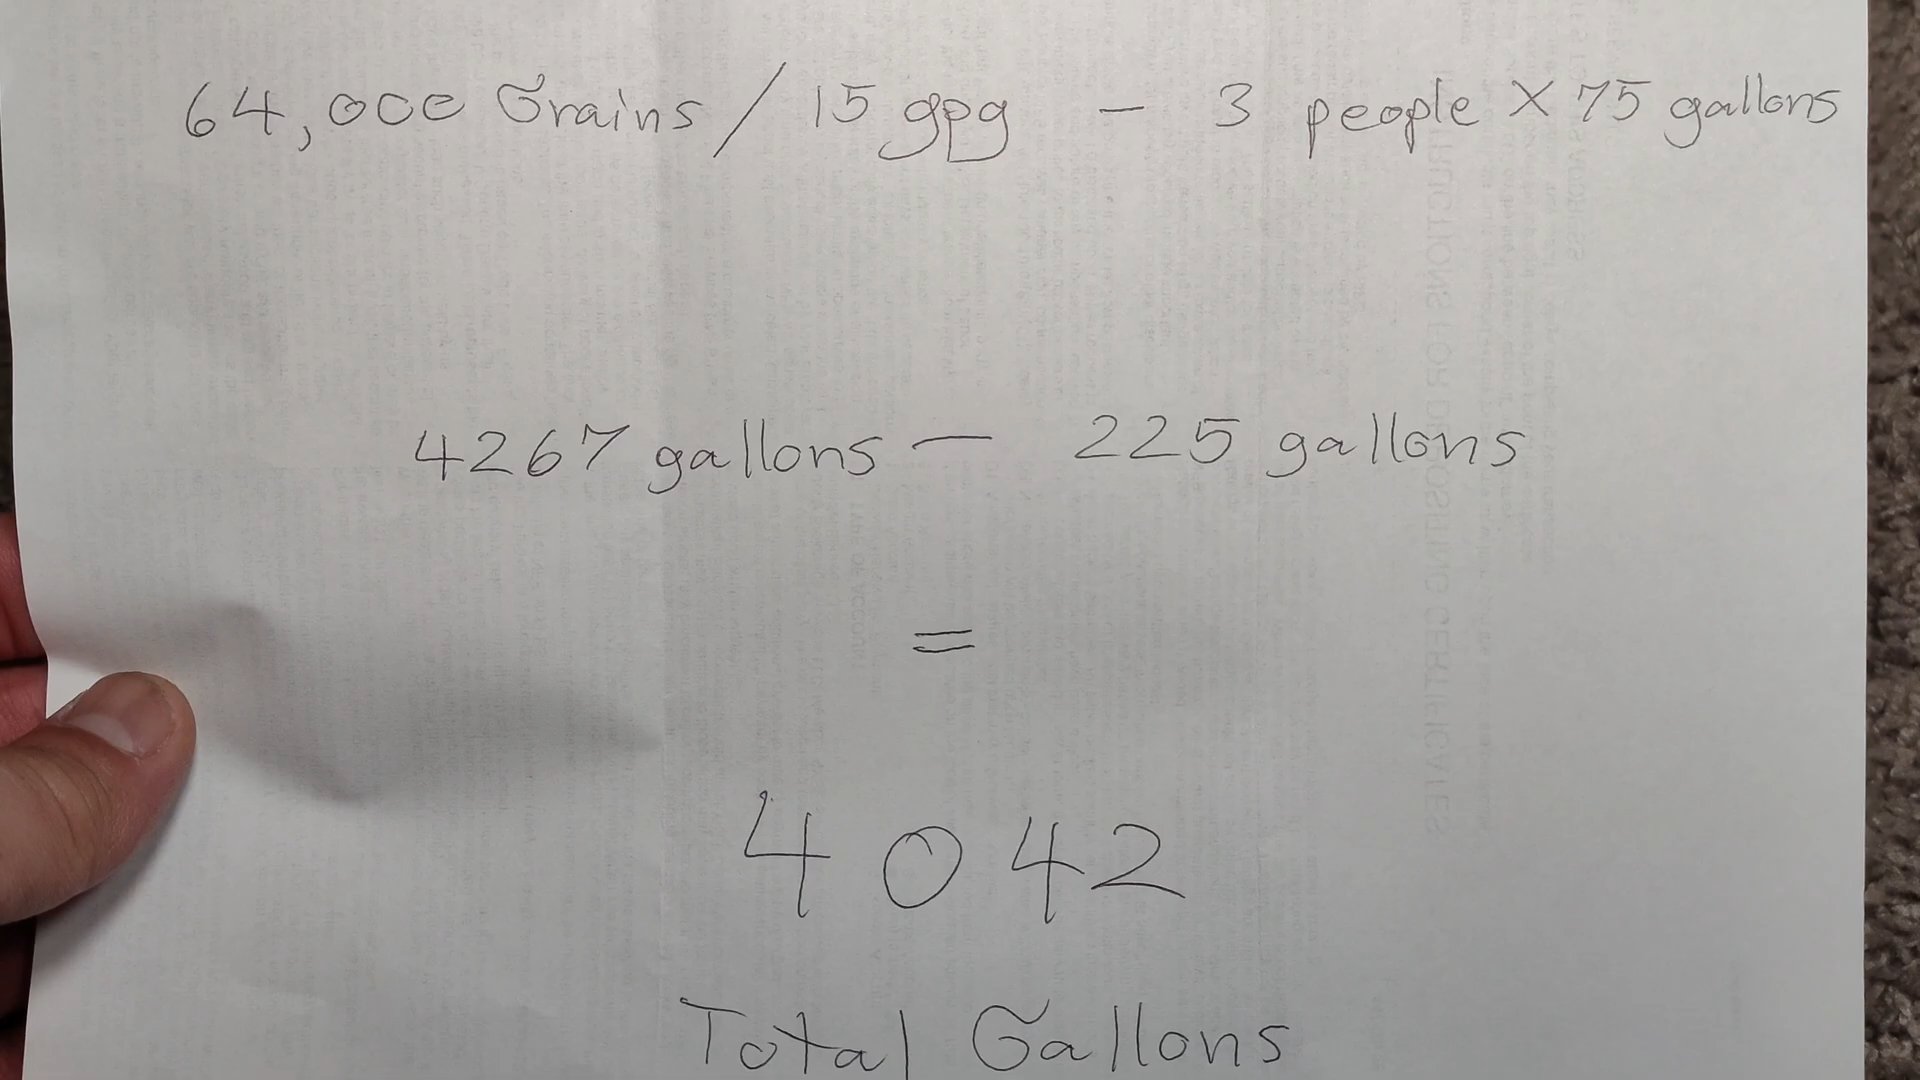 64,000 Grains / 15 gpg - 3 people X 75 gallons
4267 gallons - 225 gallons
=
4042
Total Gallons